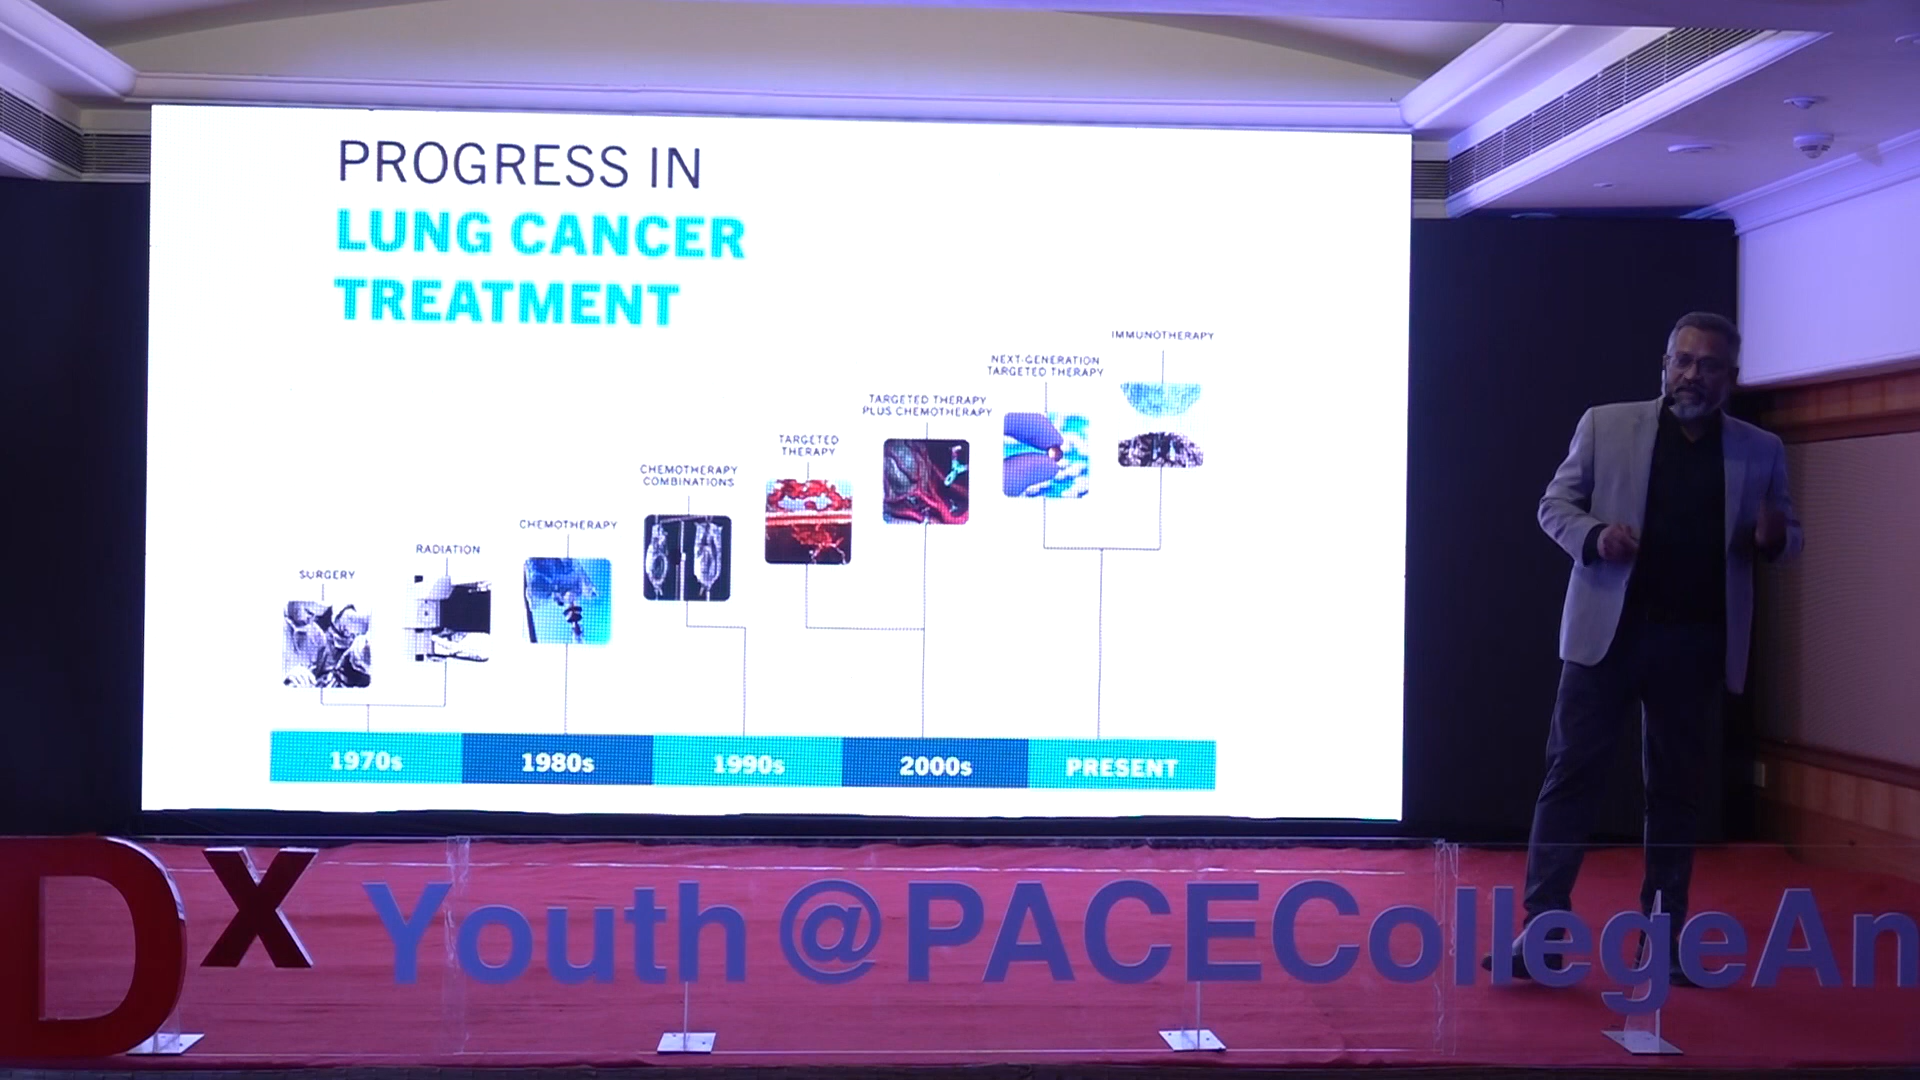 PROGRESS IN
LUNG CANCER
TREATMENT
IMMUNOTHERAPY
NEXT-GENERATION
TARGETED THERAPY
TARGETED THERAPY
PLUS CHEMOTHERAPY
TARGETED
THERAPY
CHEMOTHERAPY
COMBINATIONS
CHEMOTHERAPY
RADIATION
SURGERY
1970s
1980s
1990s
2000s
PRESENT
Dx Youth@PACECollegeAn